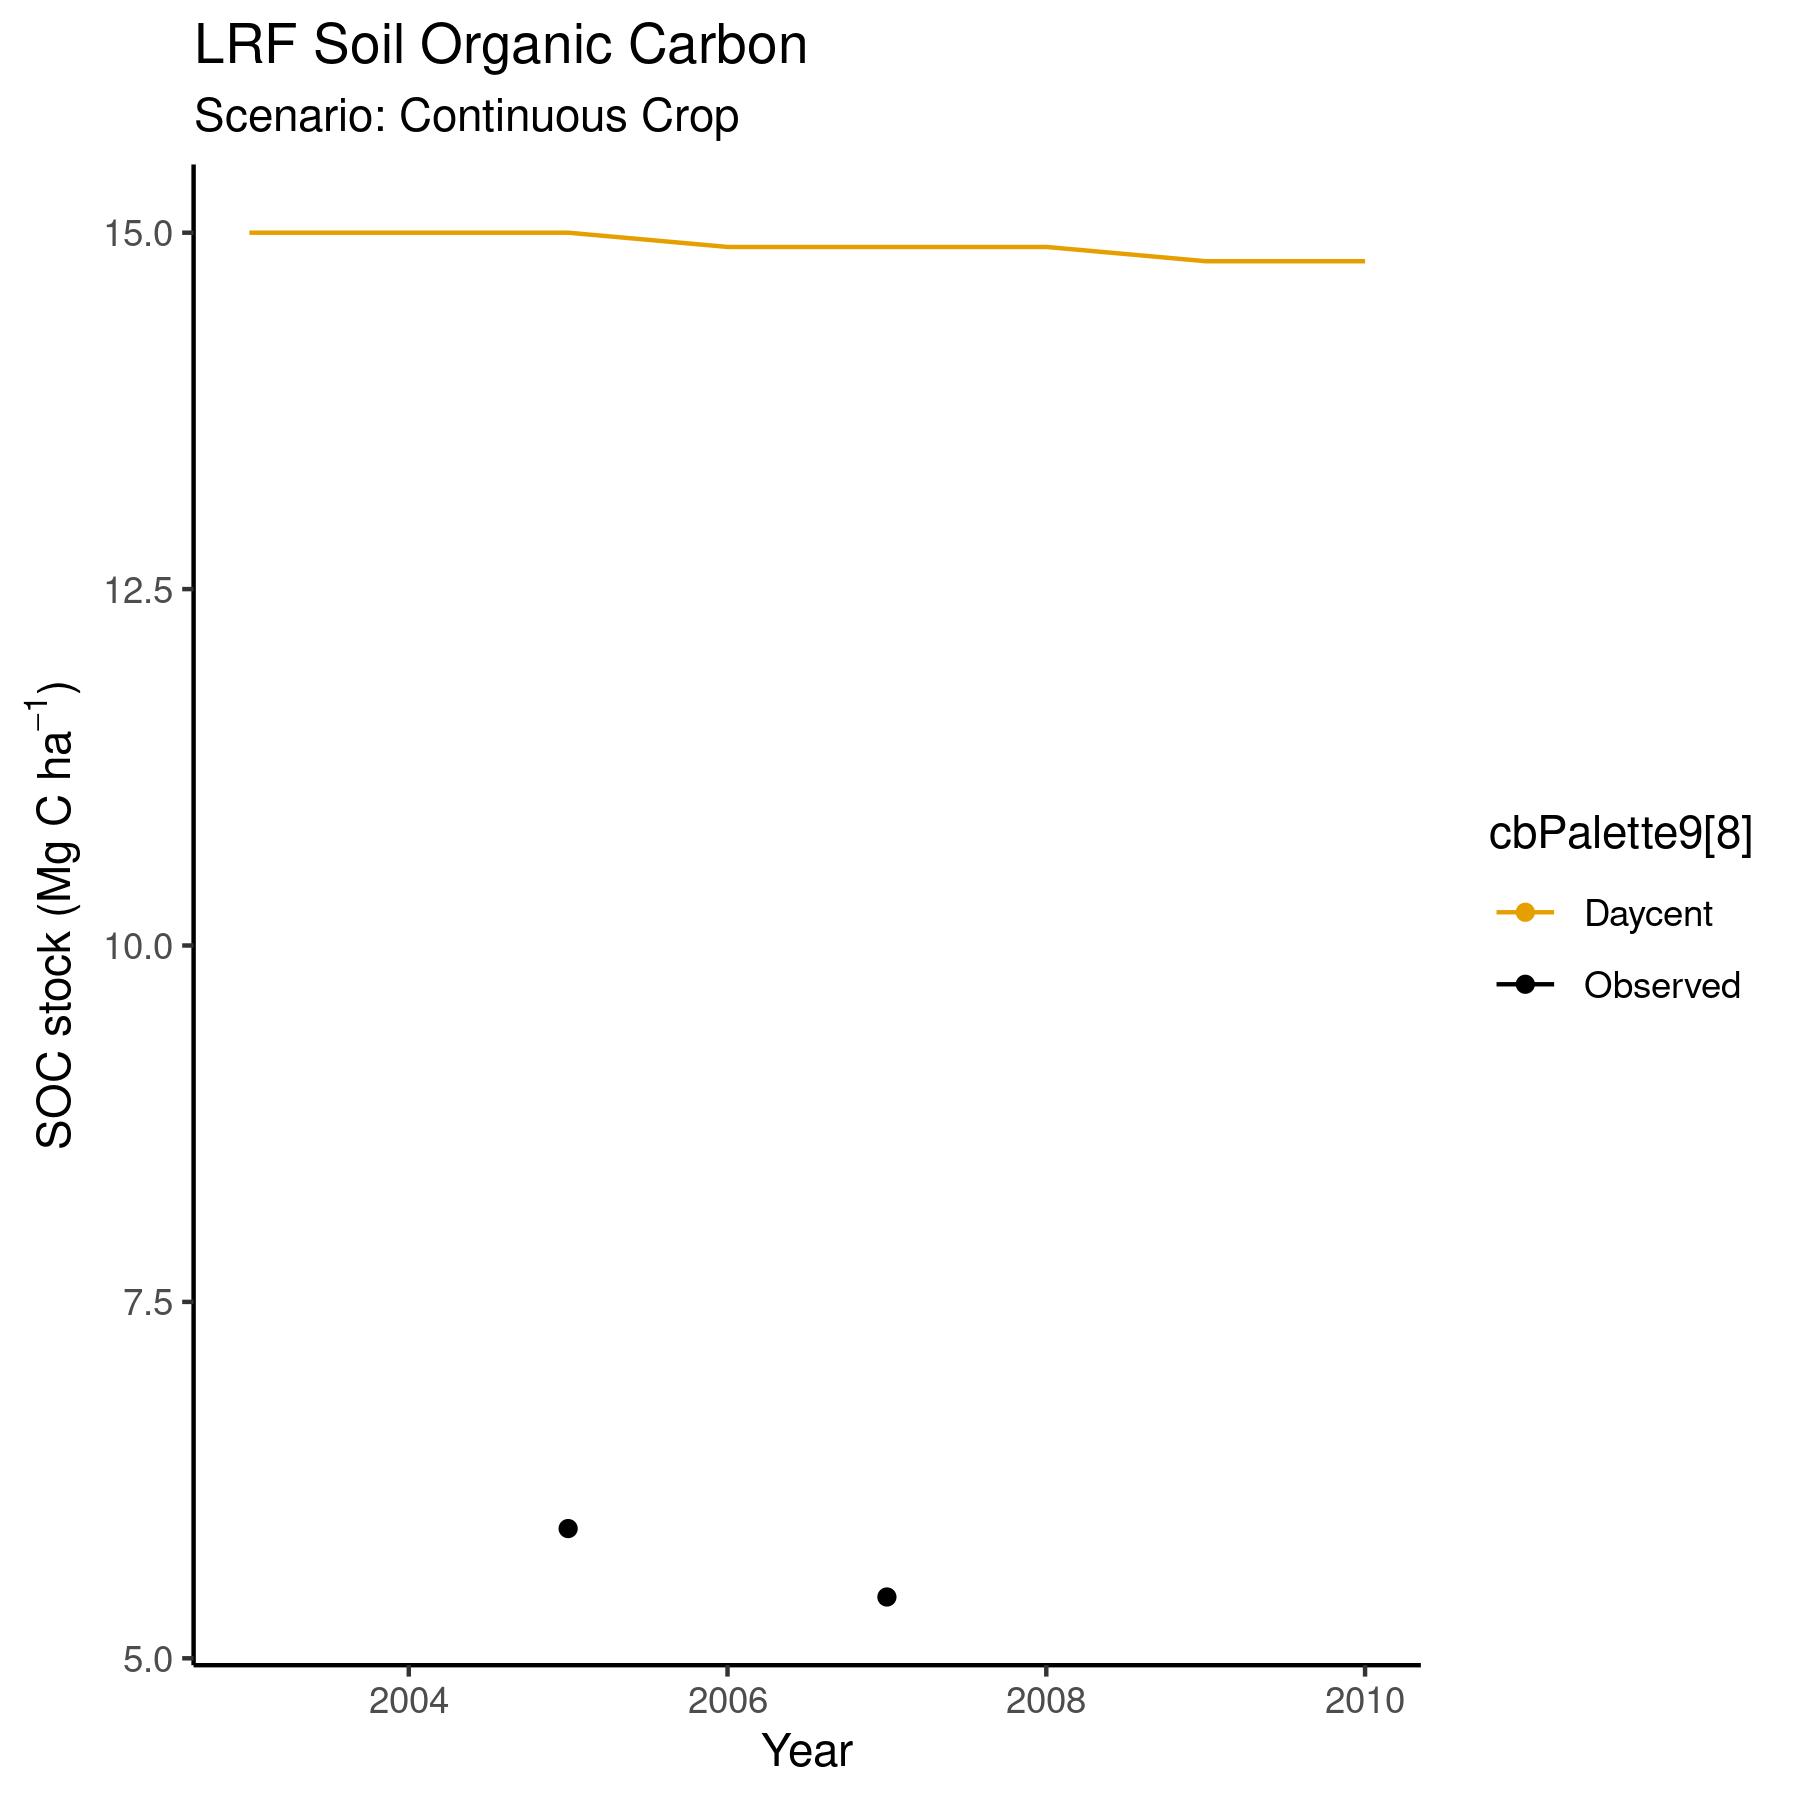 LRF Soil Organic Carbon
Scenario: Continuous Crop
15.0
12.5
10.0
7.5
5.0
SOC stock (Mg C ha⁻¹)
2004 2006 2008 2010
Year
cbPalette9[8]
Daycent
Observed